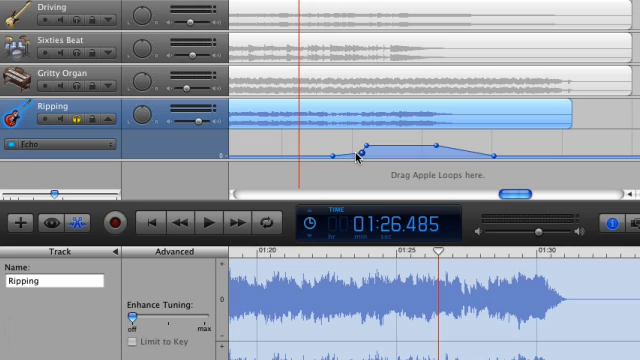 Driving
Sixties Beat
Gritty Organ
Ripping
Echo
0
Drag Apple Loops here.
TIME
01:26.485
hr min sec
Track
Advanced
01:20
01:25
01:30
Name:
Ripping
Enhance Tuning:
off
max
Limit to Key
+
0
-
+